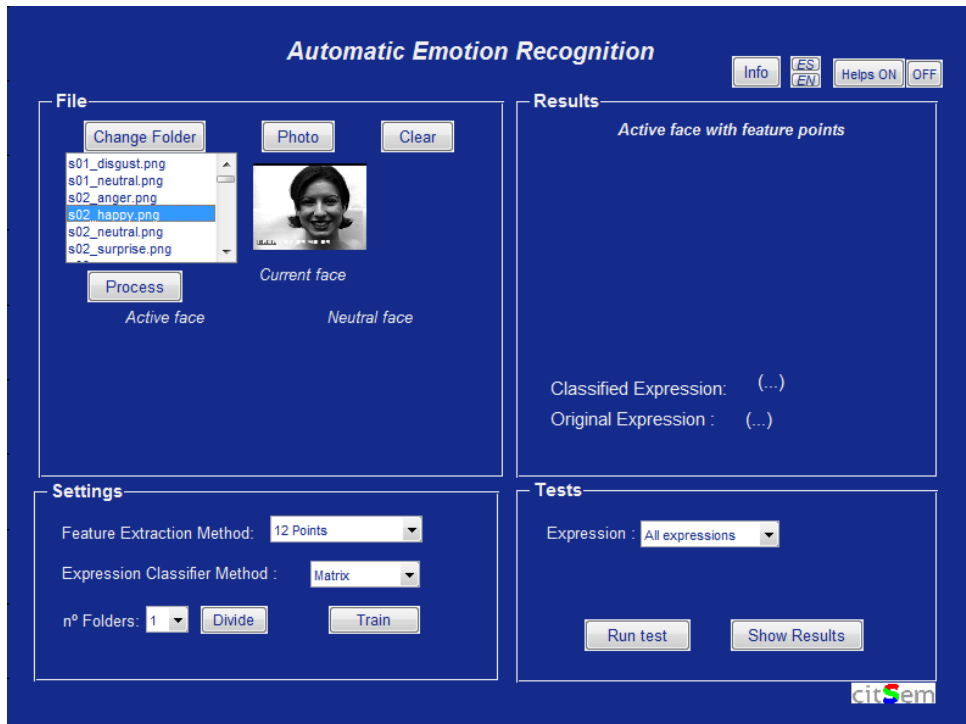 Automatic Emotion Recognition
Info
ES
EN
Helps ON
OFF
File
Change Folder
Photo
Clear
s01_disgust.png
s01_neutral.png
s02_anger.png
s02_happy.png
s02_neutral.png
s02_surprise.png
Current face
Process
Active face
Neutral face
Results
Active face with feature points
Classified Expression: (...)
Original Expression : (...)
Settings
Feature Extraction Method: 12 Points
Expression Classifier Method : Matrix
nº Folders: 1 Divide Train
Tests
Expression : All expressions
Run test
Show Results
citSem